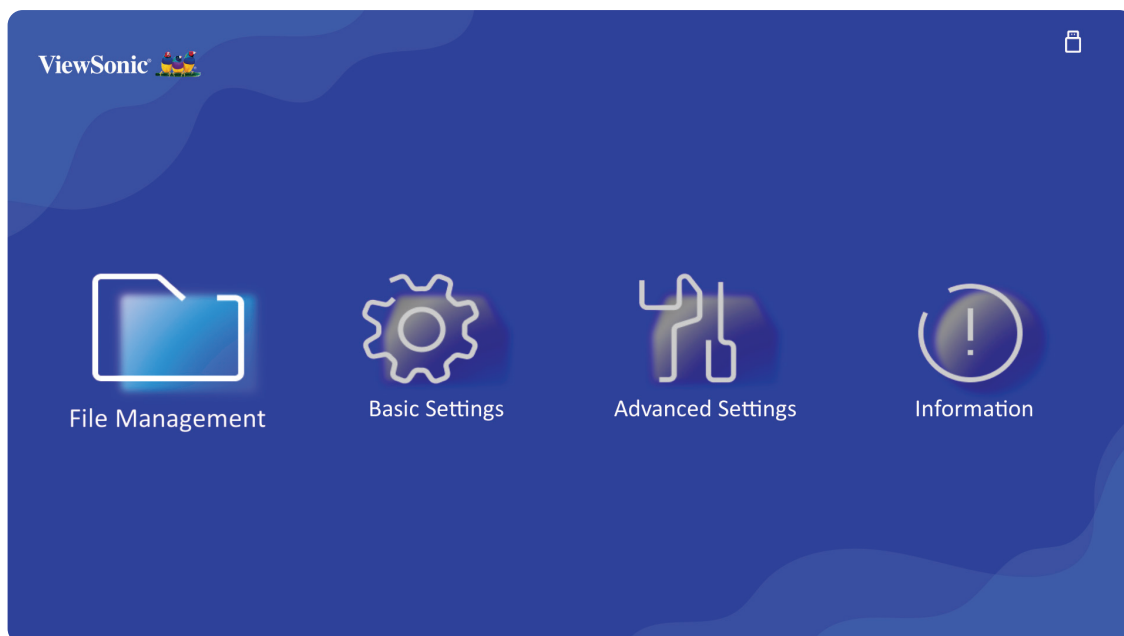 ViewSonic®
File Management
Basic Settings
Advanced Settings
Information